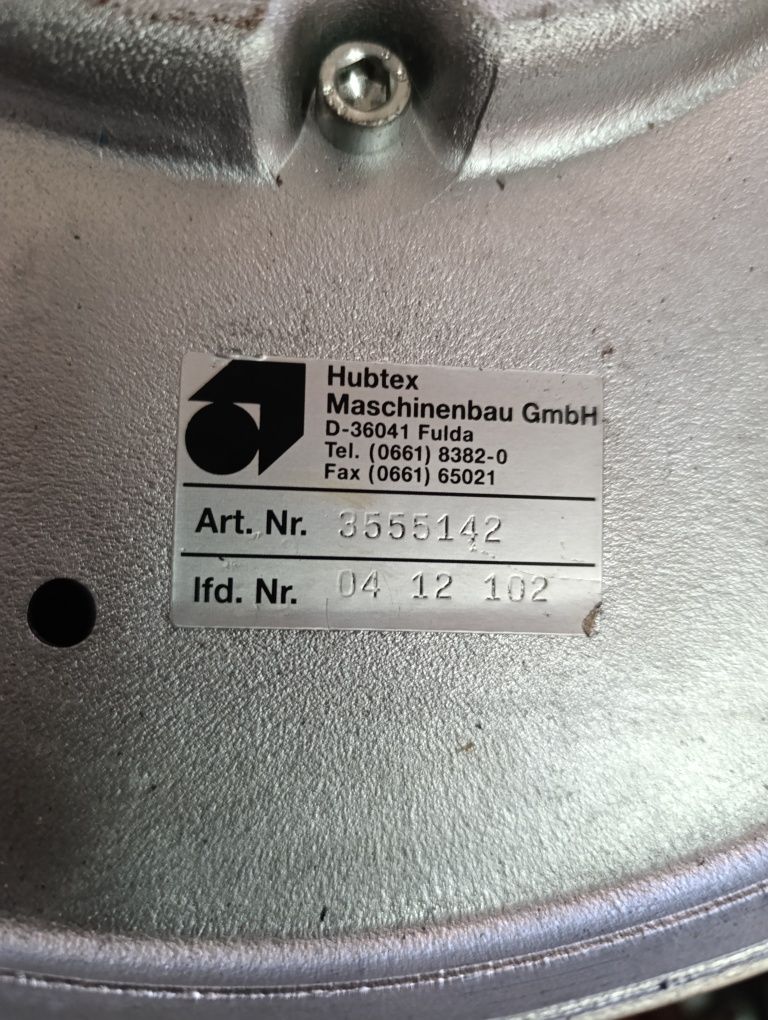 Hubtex
Maschinenbau GmbH
D-36041 Fulda
Tel. (0661) 8382-0
Fax (0661) 65021
Art. Nr. 3555142
lfd. Nr. 04 12 102